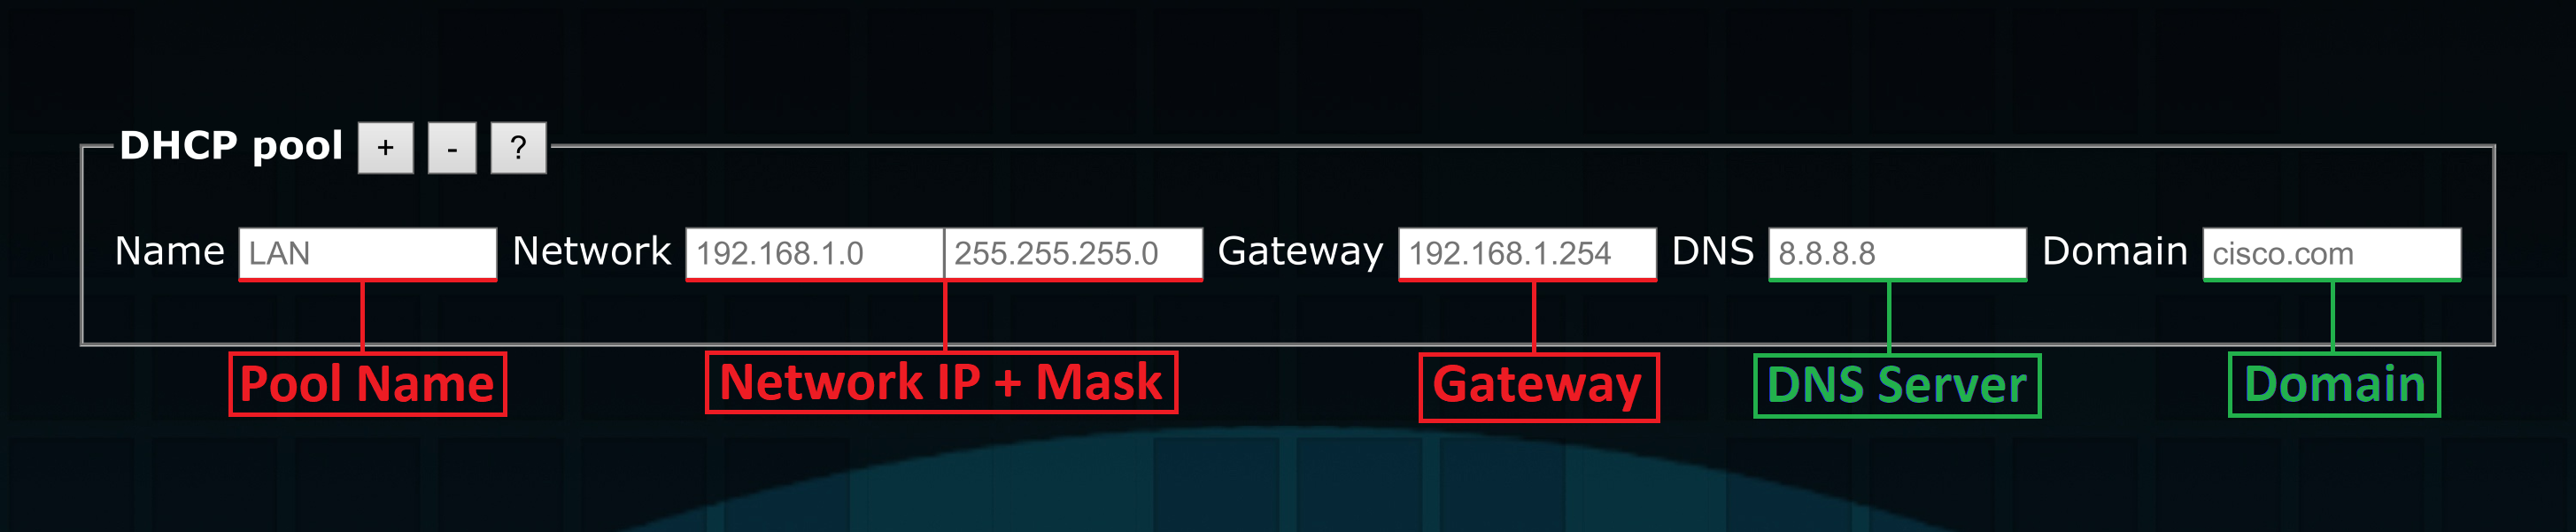 DHCP pool + - ?
Name LAN Network 192.168.1.0 255.255.255.0 Gateway 192.168.1.254 DNS 8.8.8.8 Domain cisco.com
Pool Name Network IP + Mask Gateway DNS Server Domain